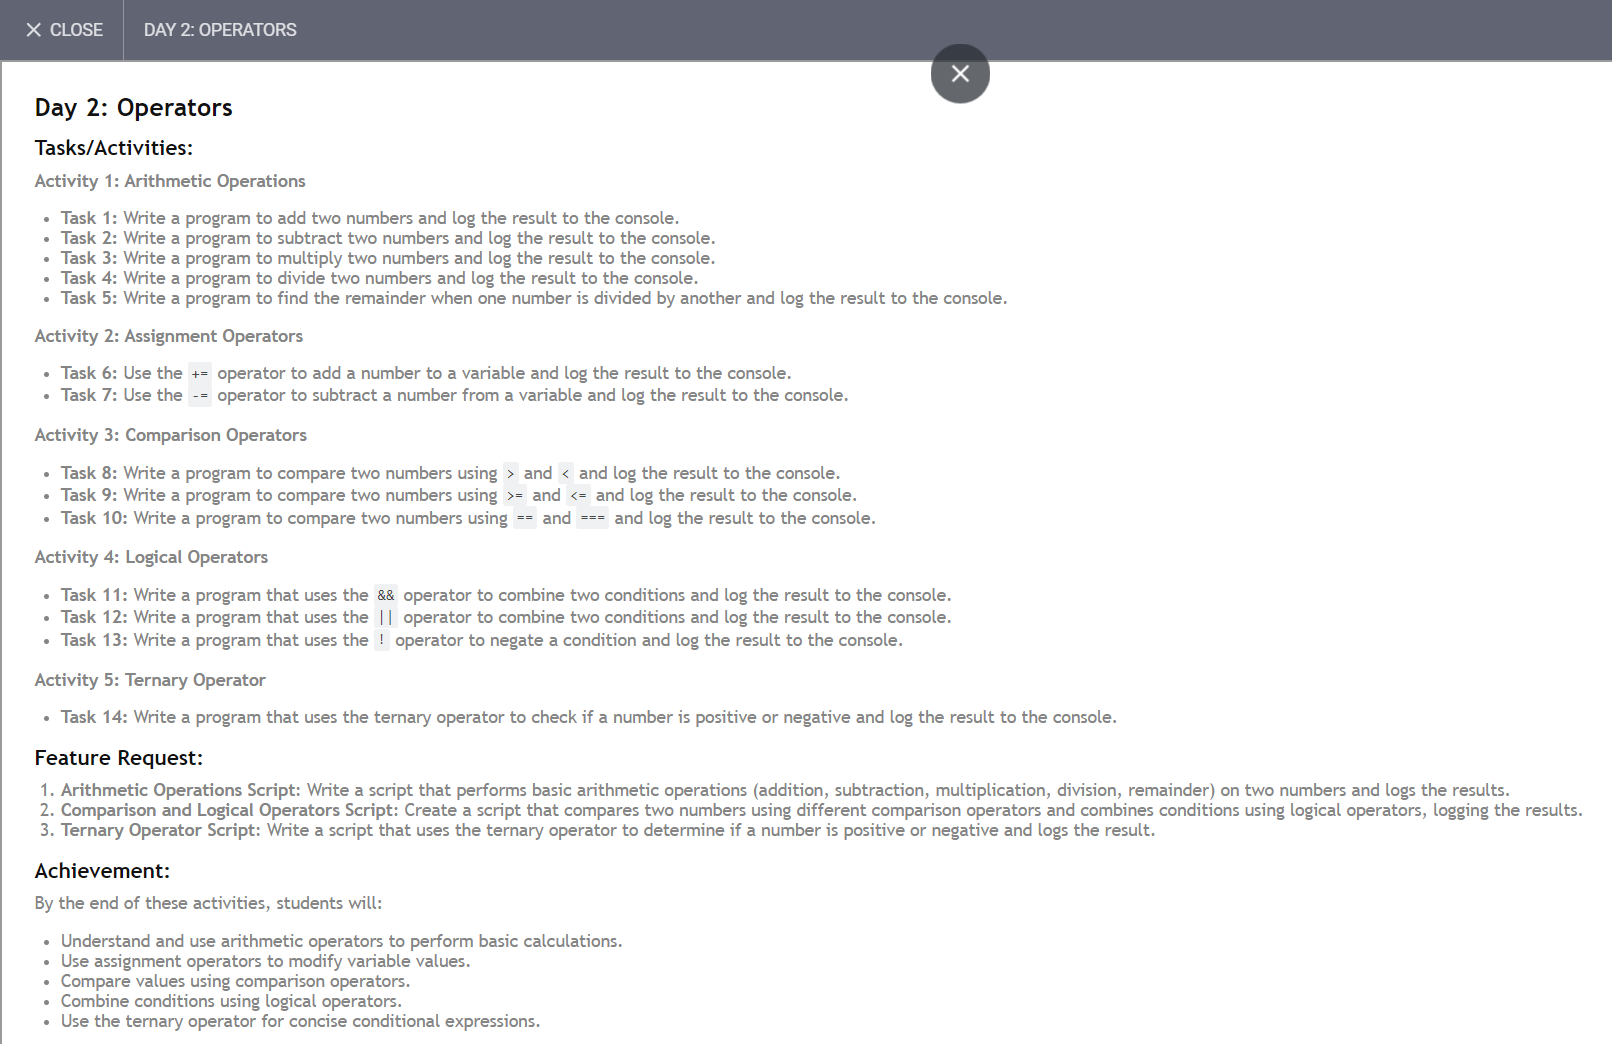 CLOSE
DAY 2: OPERATORS
Day 2: Operators
Tasks/Activities:
Activity 1: Arithmetic Operations
Task 1: Write a program to add two numbers and log the result to the console.
Task 2: Write a program to subtract two numbers and log the result to the console.
Task 3: Write a program to multiply two numbers and log the result to the console.
Task 4: Write a program to divide two numbers and log the result to the console.
Task 5: Write a program to find the remainder when one number is divided by another and log the result to the console.
Activity 2: Assignment Operators
Task 6: Use the += operator to add a number to a variable and log the result to the console.
Task 7: Use the -= operator to subtract a number from a variable and log the result to the console.
Activity 3: Comparison Operators
Task 8: Write a program to compare two numbers using > and < and log the result to the console.
Task 9: Write a program to compare two numbers using >= and <= and log the result to the console.
Task 10: Write a program to compare two numbers using == and === and log the result to the console.
Activity 4: Logical Operators
Task 11: Write a program that uses the && operator to combine two conditions and log the result to the console.
Task 12: Write a program that uses the || operator to combine two conditions and log the result to the console.
Task 13: Write a program that uses the ! operator to negate a condition and log the result to the console.
Activity 5: Ternary Operator
Task 14: Write a program that uses the ternary operator to check if a number is positive or negative and log the result to the console.
Feature Request:
1. Arithmetic Operations Script: Write a script that performs basic arithmetic operations (addition, subtraction, multiplication, division, remainder) on two numbers and logs the results.
2. Comparison and Logical Operators Script: Create a script that compares two numbers using different comparison operators and combines conditions using logical operators, logging the results.
3. Ternary Operator Script: Write a script that uses the ternary operator to determine if a number is positive or negative and logs the result.
Achievement:
By the end of these activities, students will:
Understand and use arithmetic operators to perform basic calculations.
Use assignment operators to modify variable values.
Compare values using comparison operators.
Combine conditions using logical operators.
Use the ternary operator for concise conditional expressions.